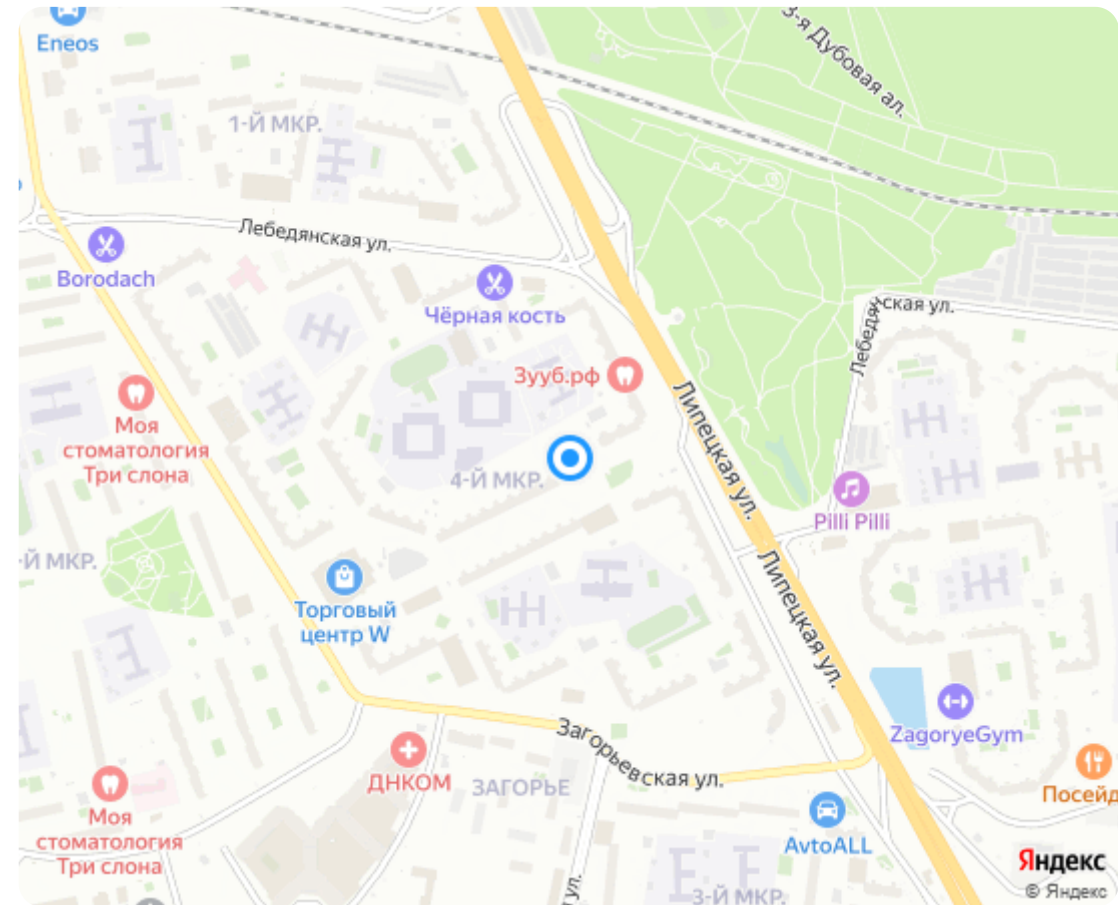 Eneos
3-я Дубовая ал.
1-Й МКР.
Лебедянская ул.
Borodach
Чёрная кость
Лебедянская ул.
Зууб.рф
Липецкая ул.
Моя
стоматология
Три слона
4-Й МКР.
Pilli Pilli
-Й МКР.
Липецкая ул.
Торговый
центр W
ZagoryeGym
Загорьевская ул.
ДНКОМ
ЗАГОРЬЕ
Посейд
Моя
стоматология
Три слона
AvtoALL
Яндекс
© Яндекс
3-Й МКР.
ул.